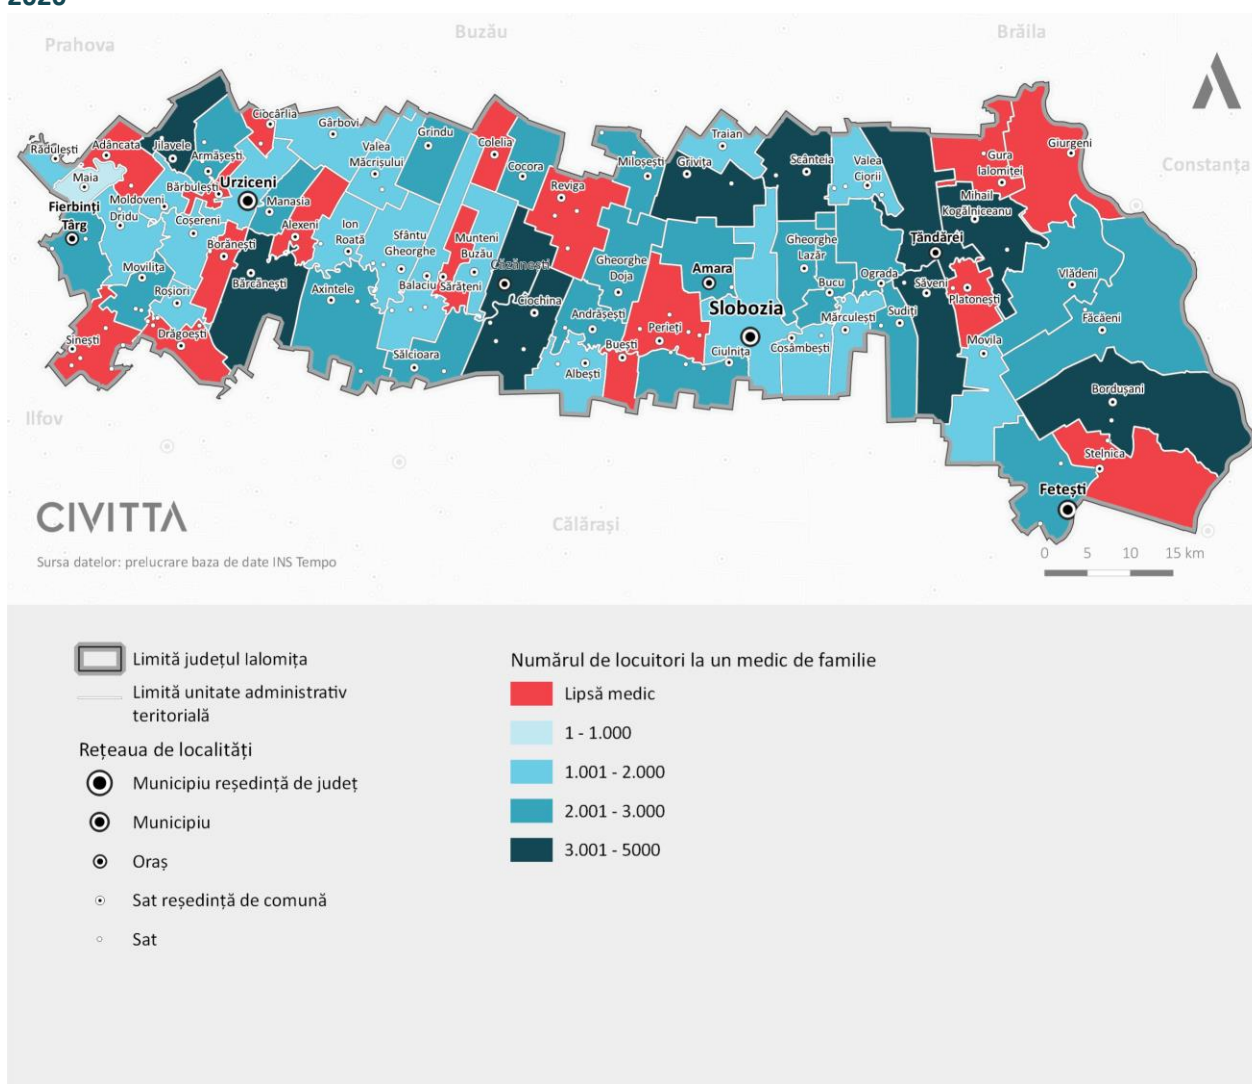 2020
Prahova
Buzău
Brăila
Constanța
Ilfov
Călărași
Rădulești
Adâncata
Jilavele
Ciocârlia
Gârbovi
Grindu
Colelia
Cocora
Miloșești
Traian
Grivița
Scânteia
Valea
Ciorii
Gura
Ialomiței
Giurgeni
Maia
Armășești
Valea
Măcrișului
Bărbulești
Urziceni
Reviga
Mihail
Kogălniceanu
Moldoveni
Fierbinți
Târg
Dridu
Coșereni
Manasia
Alexeni
Ion
Roată
Sfântu
Gheorghe
Munteni
Buzău
Căzănești
Gheorghe
Doja
Amara
Gheorghe
Lazăr
Țăndărei
Borănești
Movilița
Roșiori
Bărcănești
Axintele
Balaciu
Sărățeni
Ciochina
Bucu
Ograda
Săveni
Platonești
Vlădeni
Andrășești
Slobozia
Mărculești
Sudiți
Făcăeni
Sinești
Drăgoești
Perieți
Buești
Ciulnița
Cosâmbești
Movila
Sălcioara
Albești
Bordușani
Stelnica
Fetești
CIVITTA
Sursa datelor: prelucrare baza de date INS Tempo
0 5 10 15 km
Limită județul Ialomița
Limită unitate administrativ
teritorială
Rețeaua de localități
Municipiu reședință de județ
Municipiu
Oraș
Sat reședință de comună
Sat
Numărul de locuitori la un medic de familie
Lipsă medic
1 - 1.000
1.001 - 2.000
2.001 - 3.000
3.001 - 5000